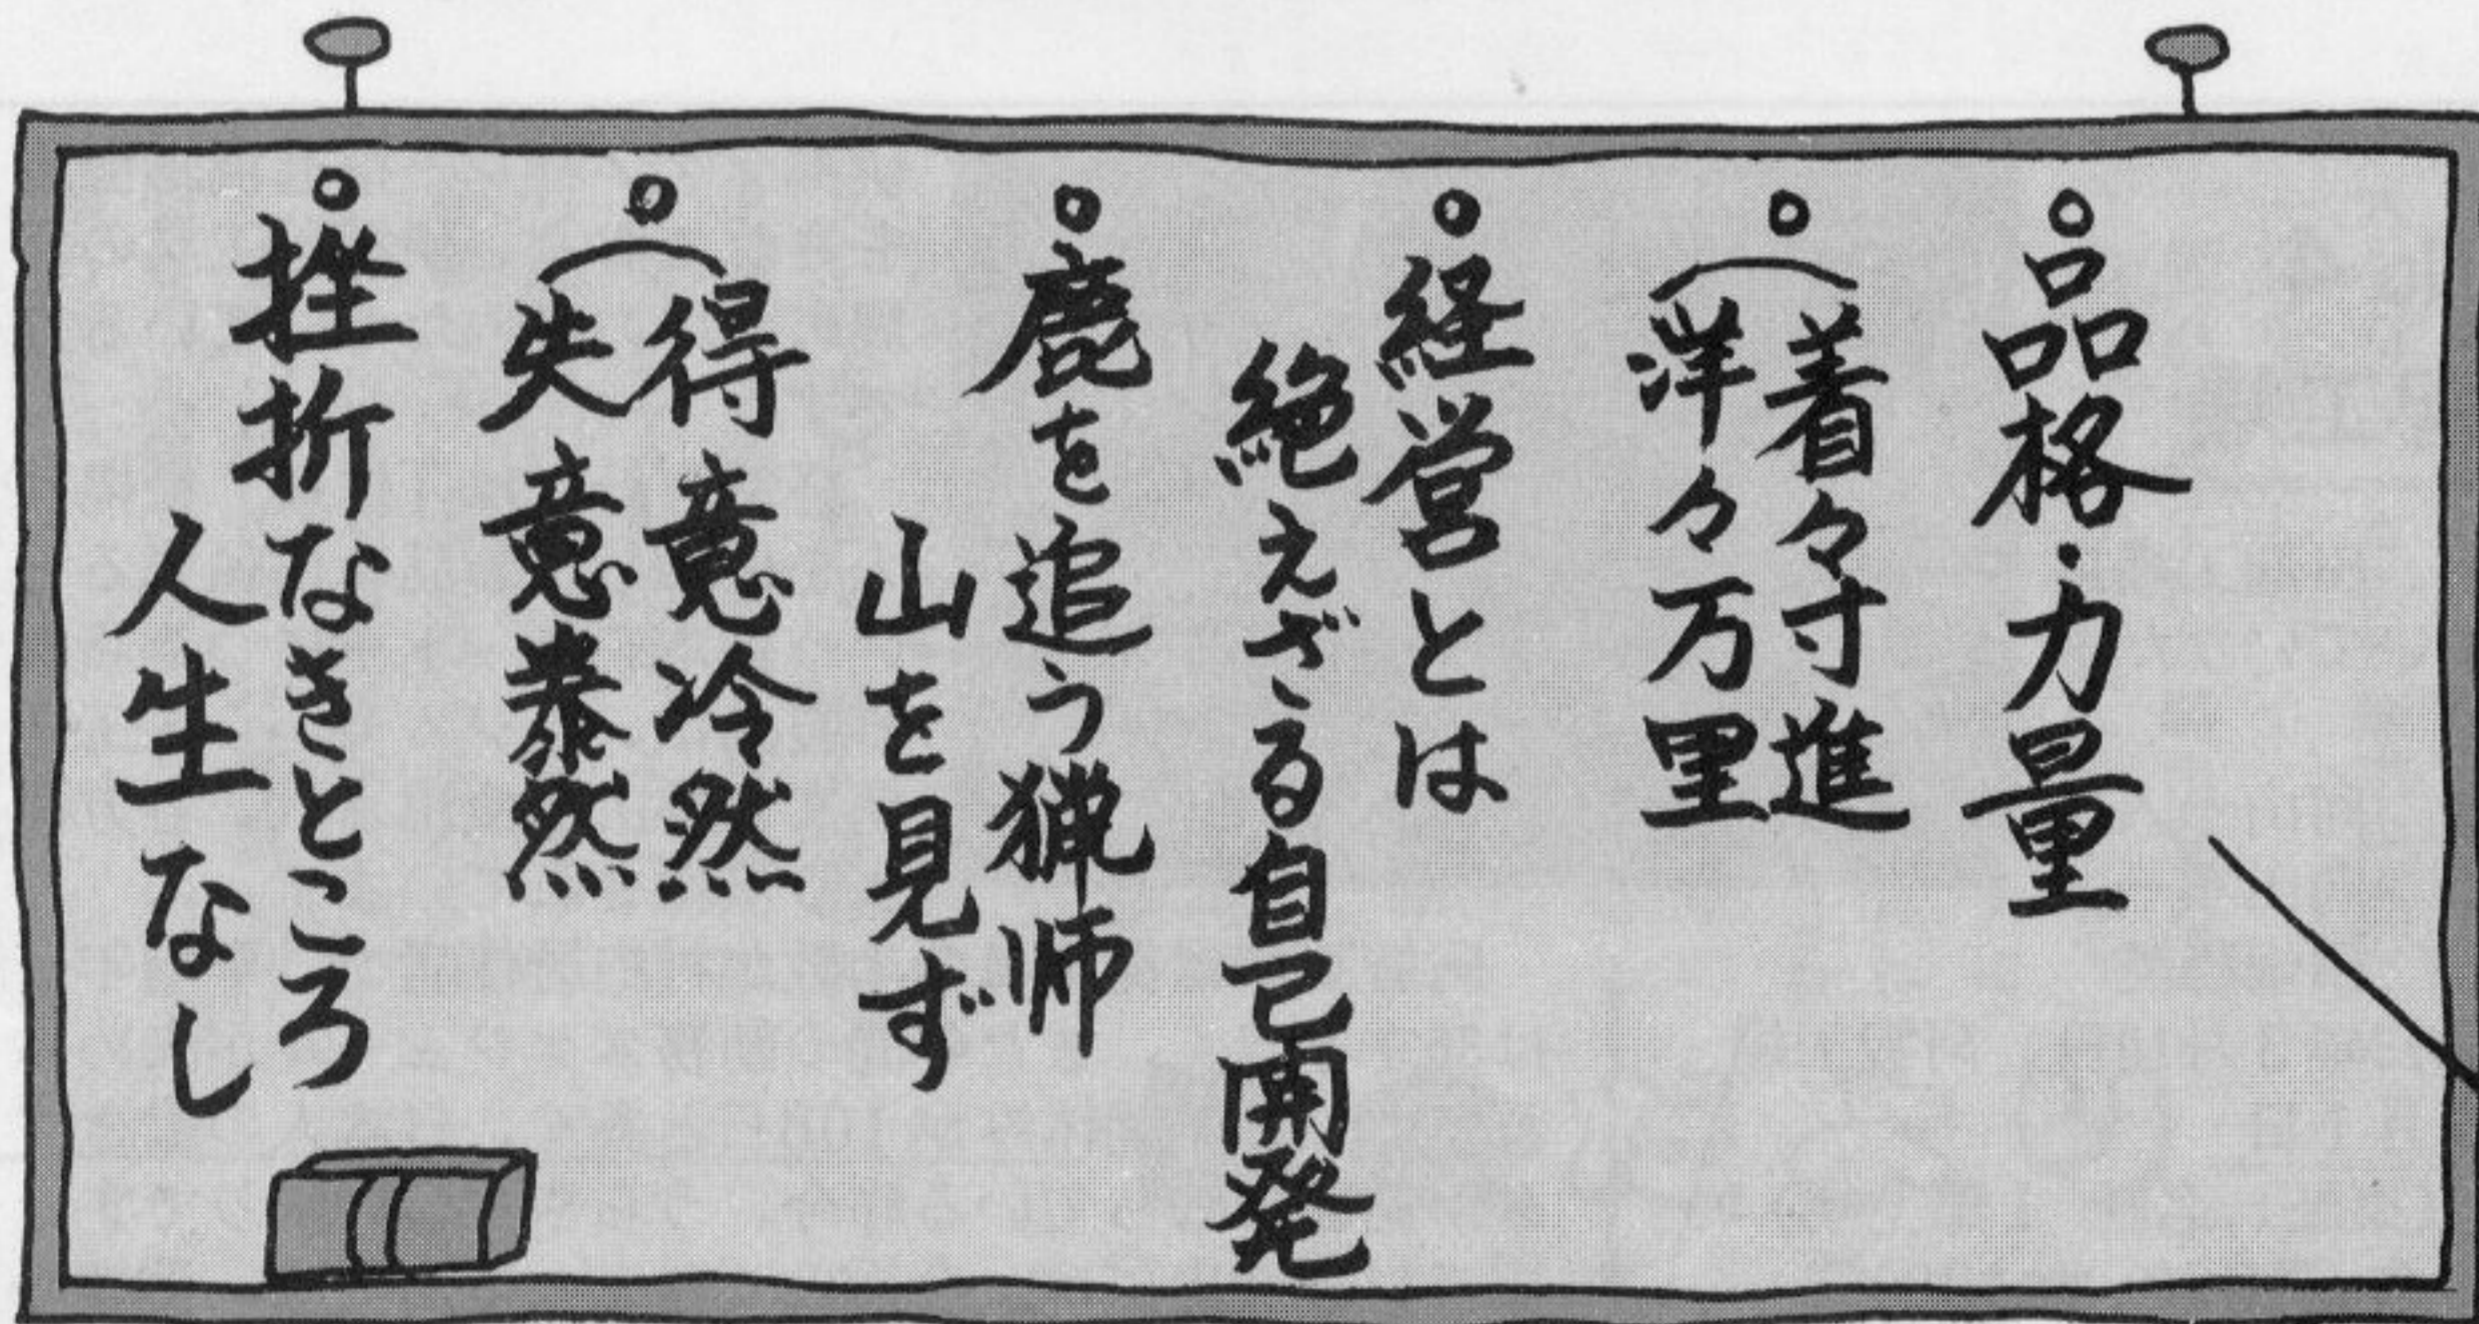 品格・力量
着々寸進
洋々万里
経営とは
絶えざる自己開発
鹿を追う猟師
山を見ず
得意冷然
失意泰然
挫折なきところ
人生なし